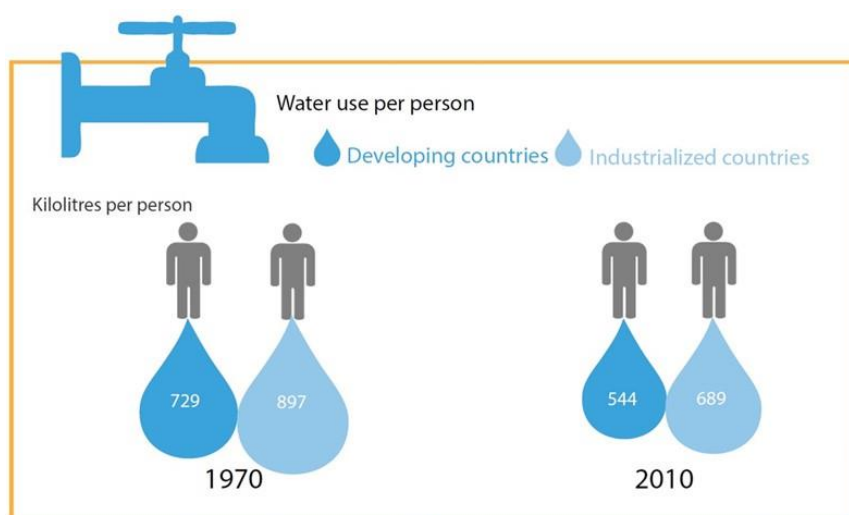 Water use per person
Developing countries Industrialized countries
Kilolitres per person
729 897 544 689
1970 2010